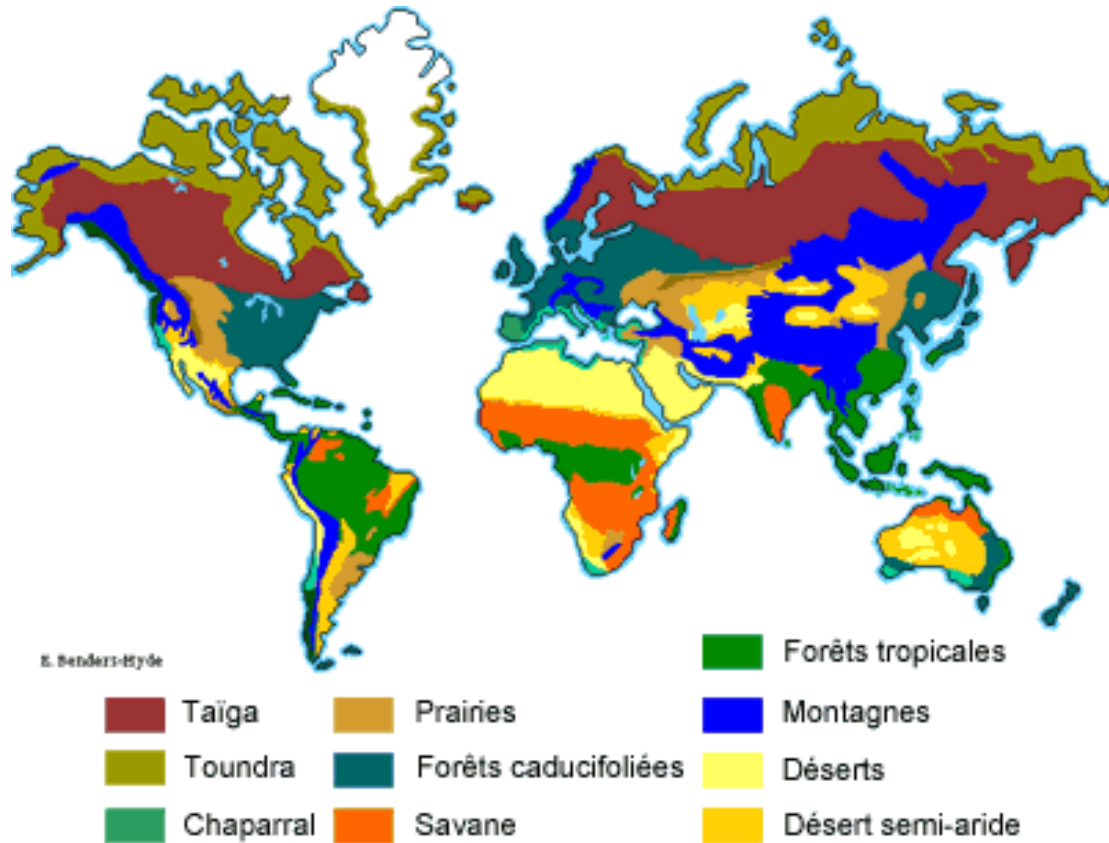 E. Benders-Hyde
Forêts tropicales
Taïga
Prairies
Montagnes
Toundra
Forêts caducifoliées
Déserts
Chaparral
Savane
Désert semi-aride